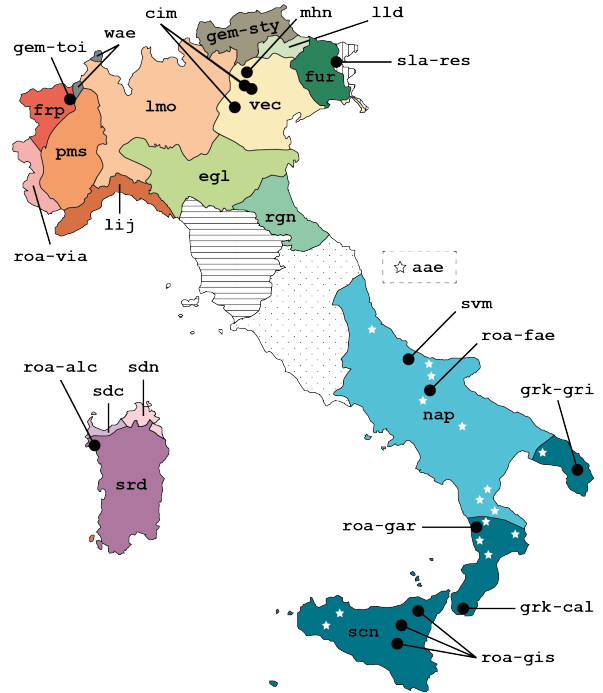 cim
mhn
lld
wae
gem-sty
gem-toi
sla-res
fur
frp
lmo
vec
pms
egl
rgn
lij
roa-via
aae
svm
roa-fae
roa-alc
sdn
sdc
grk-gri
nap
srd
roa-gar
grk-cal
scn
roa-gis